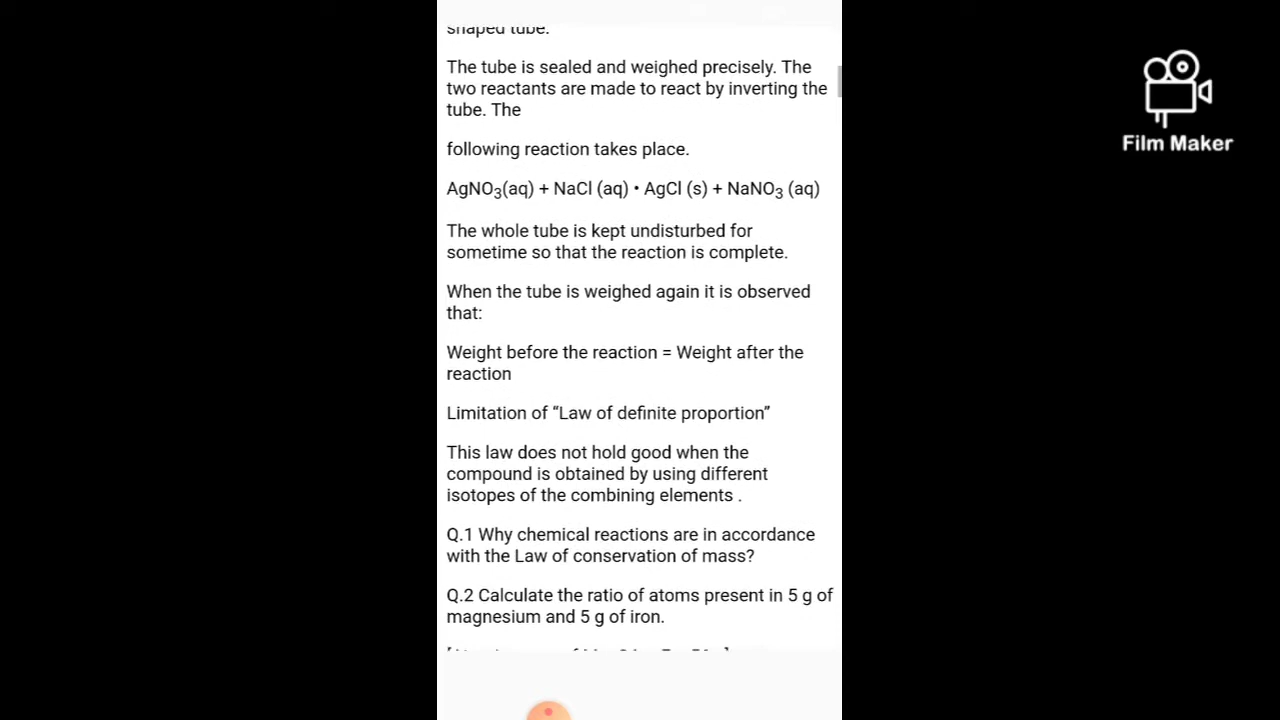 shaped tube.
The tube is sealed and weighed precisely. The
two reactants are made to react by inverting the
tube. The
following reaction takes place.
AgNO₃(aq) + NaCl (aq) • AgCl (s) + NaNO₃ (aq)
The whole tube is kept undisturbed for
sometime so that the reaction is complete.
When the tube is weighed again it is observed
that:
Weight before the reaction = Weight after the
reaction
Limitation of “Law of definite proportion”
This law does not hold good when the
compound is obtained by using different
isotopes of the combining elements .
Q.1 Why chemical reactions are in accordance
with the Law of conservation of mass?
Q.2 Calculate the ratio of atoms present in 5 g of
magnesium and 5 g of iron.
Film Maker